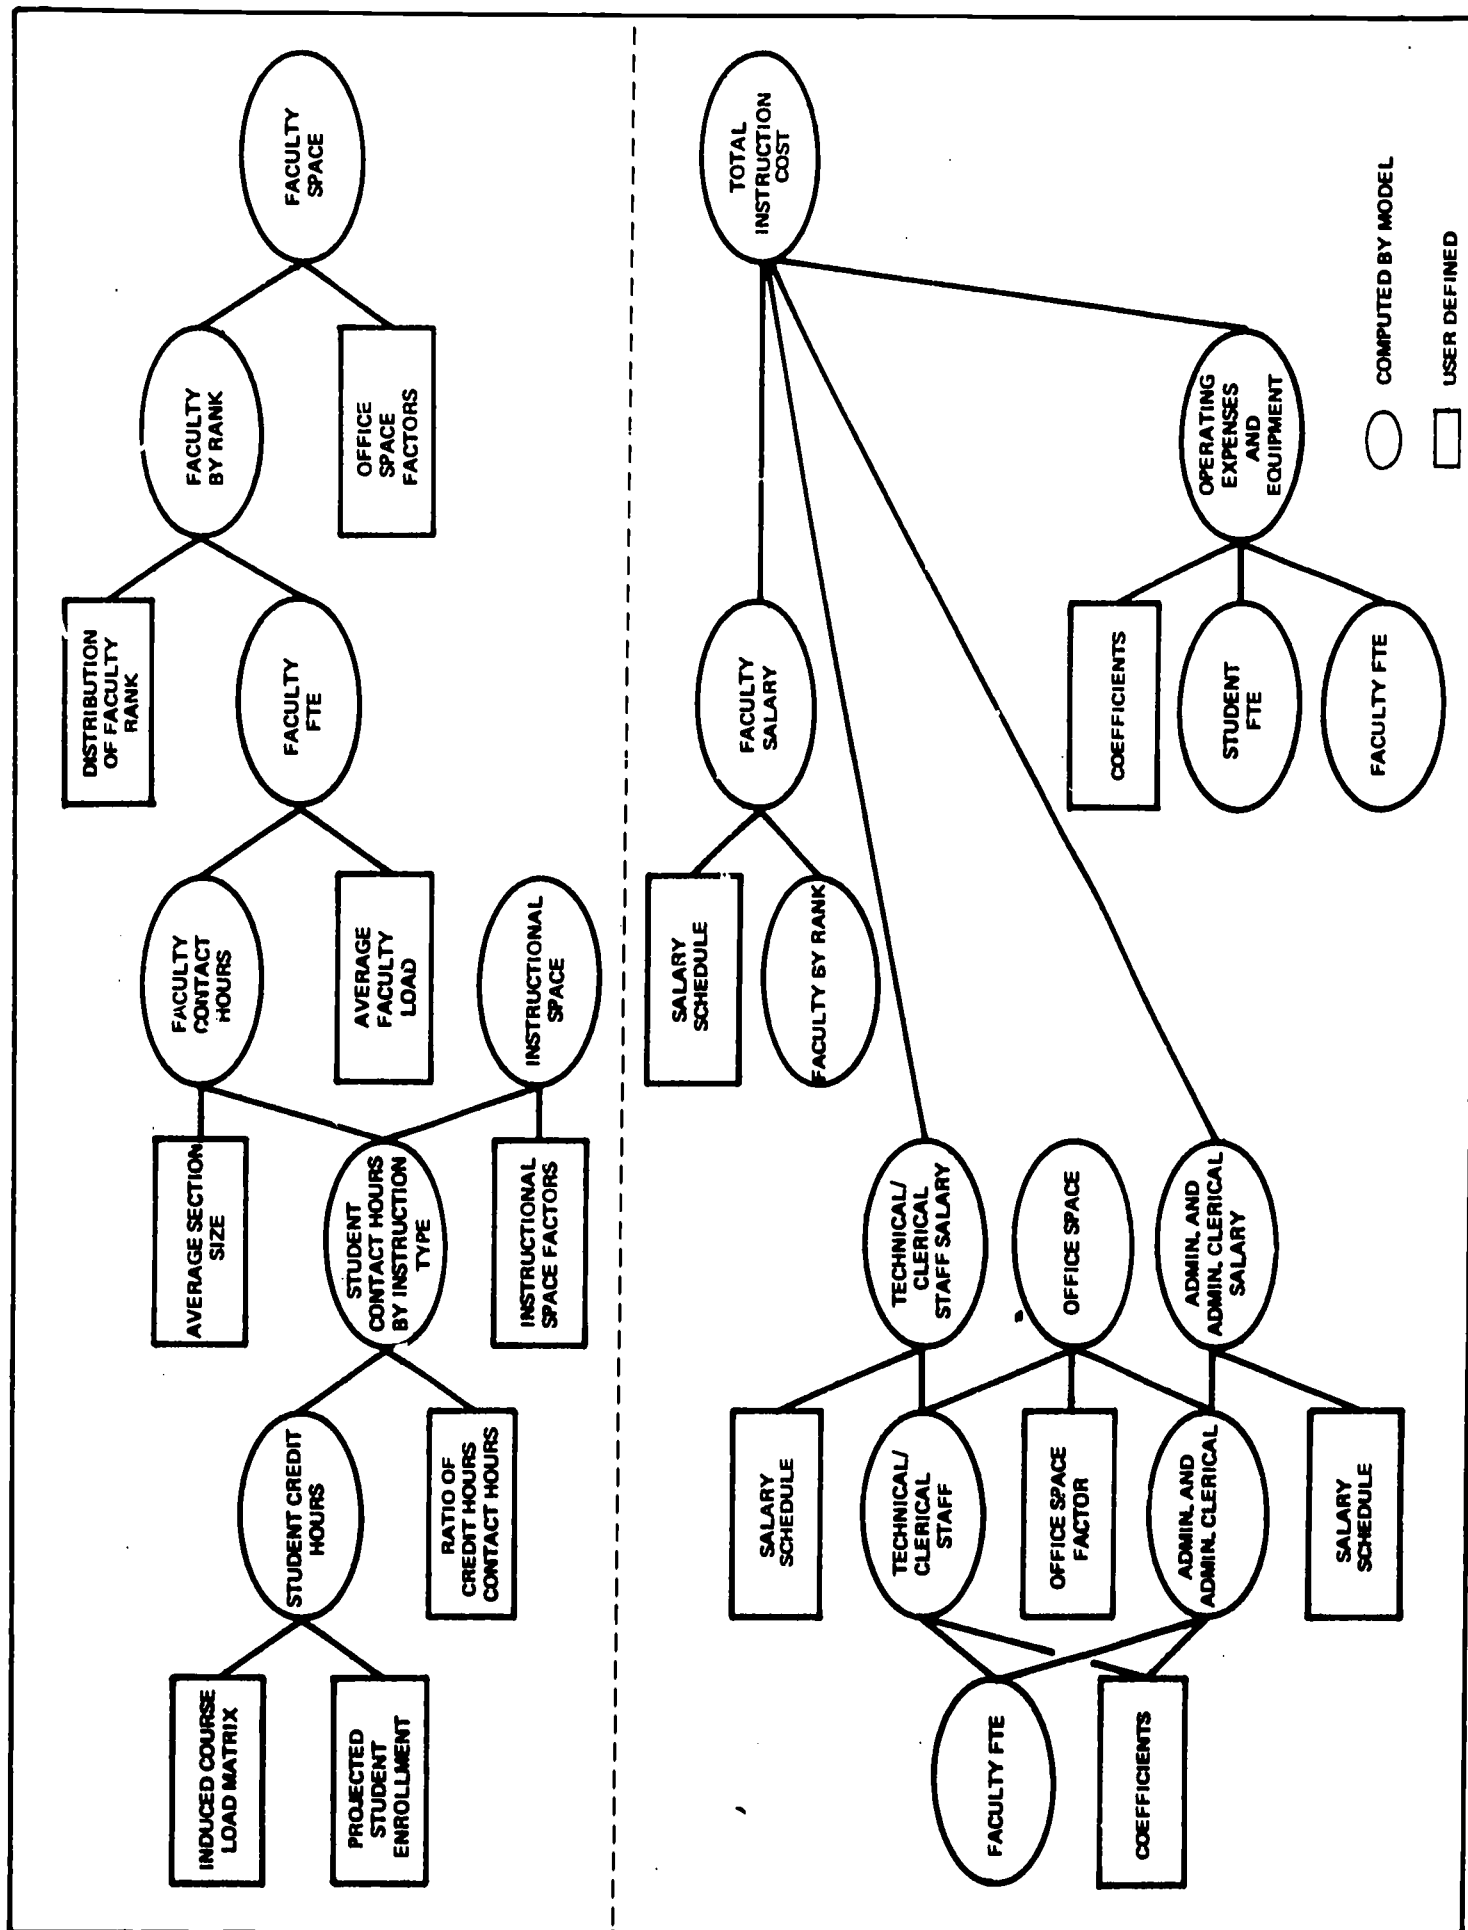 INDUCED COURSE
LOAD MATRIX
PROJECTED
STUDENT
ENROLLMENT
STUDENT CREDIT
HOURS
RATIO OF
CREDIT HOURS
CONTACT HOURS
AVERAGE SECTION
SIZE
STUDENT
CONTACT HOURS
BY INSTRUCTION
TYPE
INSTRUCTIONAL
SPACE FACTORS
FACULTY
CONTACT
HOURS
AVERAGE
FACULTY
LOAD
INSTRUCTIONAL
SPACE
DISTRIBUTION
OF FACULTY
RANK
FACULTY
FTE
FACULTY
BY RANK
OFFICE
SPACE
FACTORS
FACULTY
SPACE
FACULTY FTE
COEFFICIENTS
SALARY
SCHEDULE
TECHNICAL/
CLERICAL
STAFF
OFFICE SPACE
FACTOR
ADMIN. AND
ADMIN. CLERICAL
SALARY
SCHEDULE
TECHNICAL/
CLERICAL
STAFF SALARY
OFFICE SPACE
ADMIN. AND
ADMIN. CLERICAL
SALARY
SALARY
SCHEDULE
FACULTY BY RANK
FACULTY
SALARY
COEFFICIENTS
STUDENT
FTE
FACULTY FTE
OPERATING
EXPENSES
AND
EQUIPMENT
TOTAL
INSTRUCTION
COST
COMPUTED BY MODEL
USER DEFINED